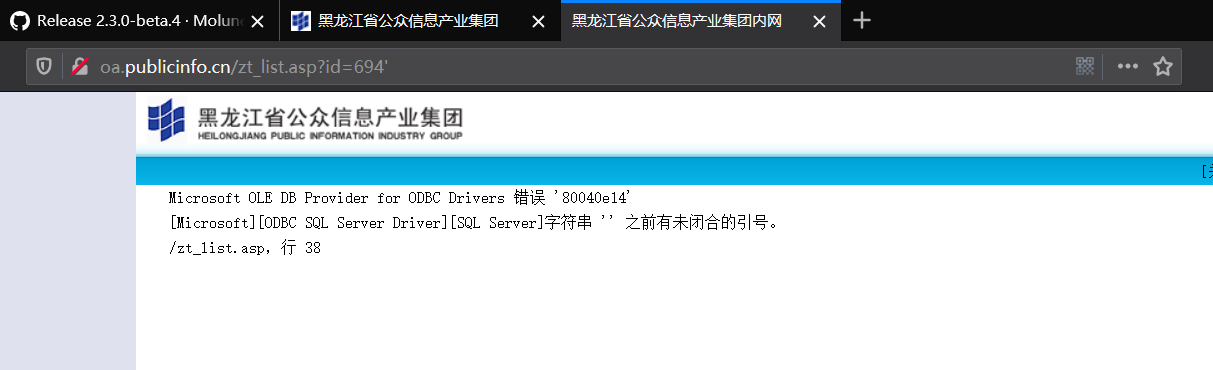 Release 2.3.0-beta.4 · Molun
黑龙江省公众信息产业集团
黑龙江省公众信息产业集团内网
oa.publicinfo.cn/zt_list.asp?id=694'
黑龙江省公众信息产业集团
HEILONGJIANG PUBLIC INFORMATION INDUSTRY GROUP
Microsoft OLE DB Provider for ODBC Drivers 错误 '80040e14'
[Microsoft][ODBC SQL Server Driver][SQL Server]字符串 '' 之前有未闭合的引号。
/zt_list.asp，行 38